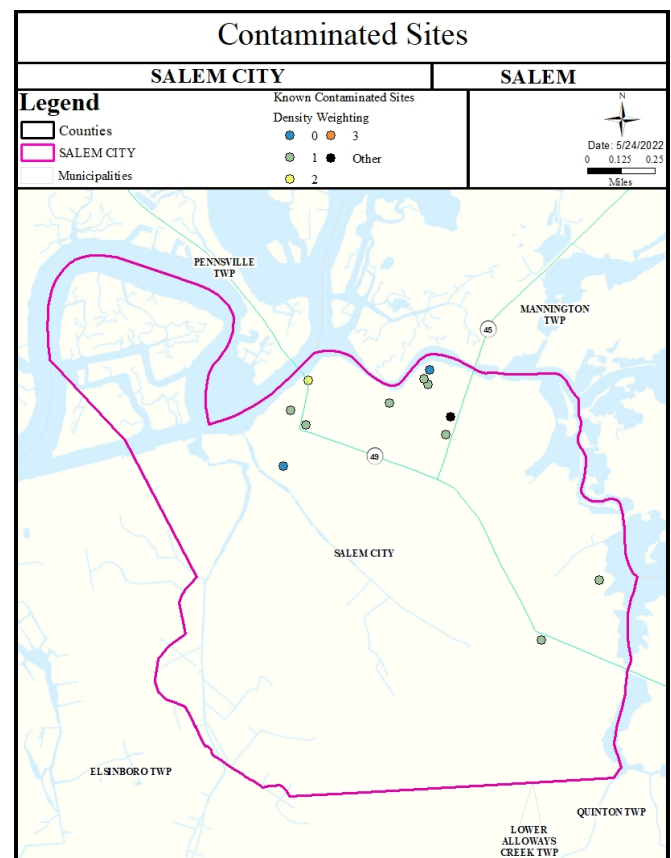 Contaminated Sites
SALEM CITY
SALEM
Legend
Counties
SALEM CITY
Municipalities
Known Contaminated Sites
Density Weighting
0
3
1
Other
2
N
Date: 5/24/2022
0 0.125 0.25
Miles
PENNSVILLE
TWP
MANNINGTON
TWP
45
49
SALEM CITY
ELSINBORO TWP
QUINTON TWP
LOWER
ALLOWAYS
CREEK TWP